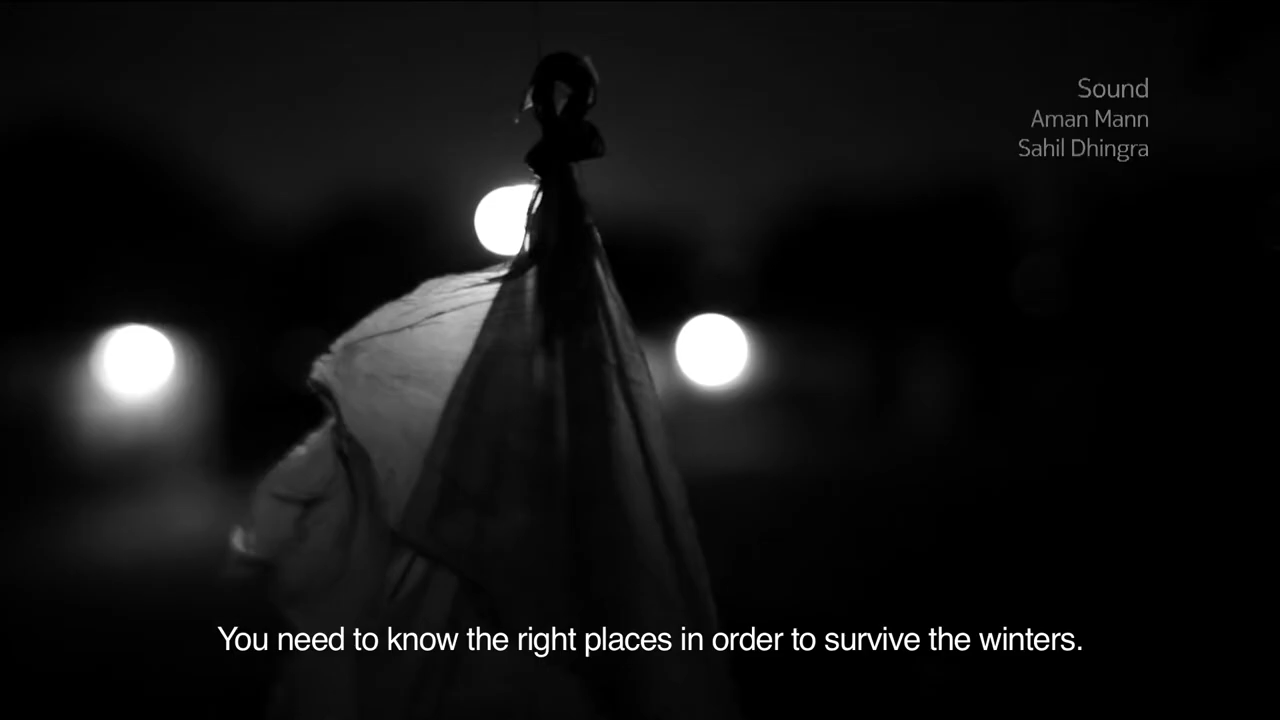 Sound
Aman Mann
Sahil Dhingra
You need to know the right places in order to survive the winters.